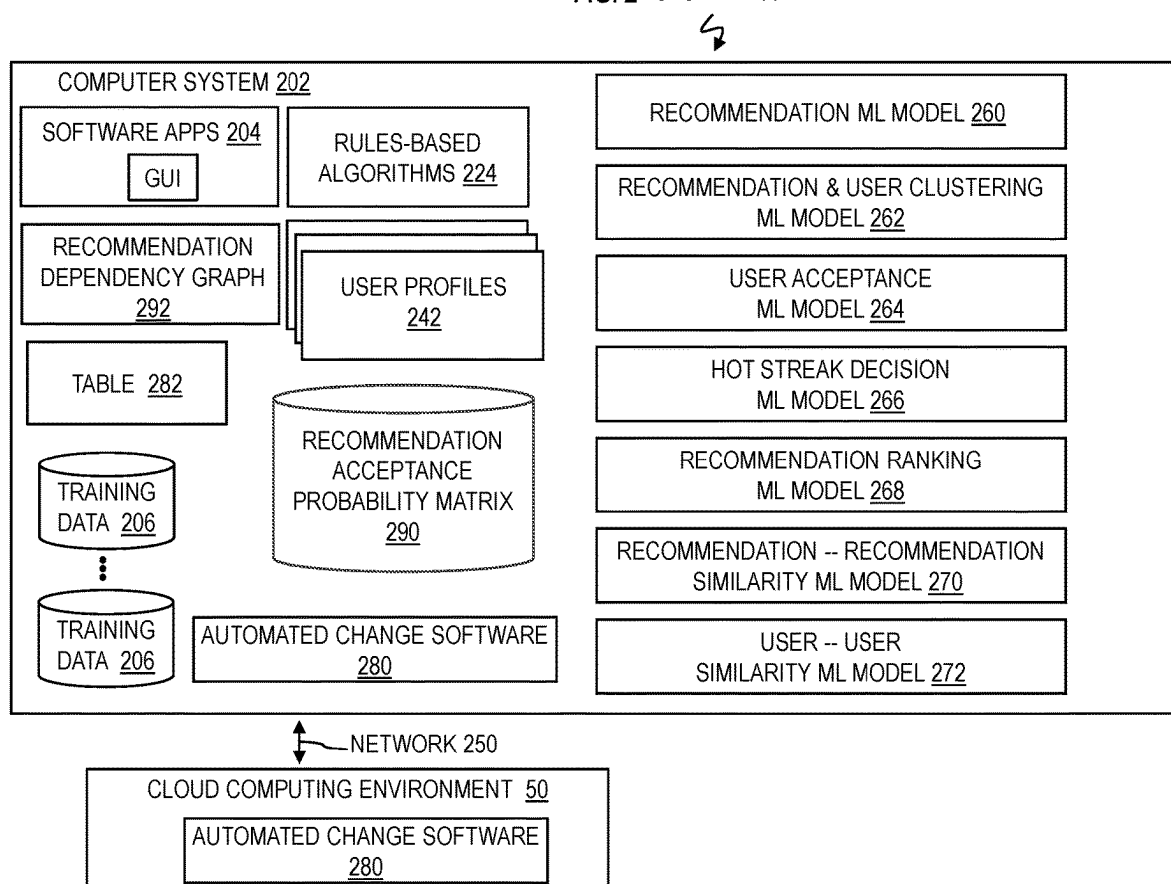 COMPUTER SYSTEM 202
SOFTWARE APPS 204
GUI
RULES-BASED
ALGORITHMS 224
RECOMMENDATION
DEPENDENCY GRAPH
292
USER PROFILES
242
TABLE 282
RECOMMENDATION
ACCEPTANCE
PROBABILITY MATRIX
290
TRAINING
DATA 206
TRAINING
DATA 206
AUTOMATED CHANGE SOFTWARE
280
RECOMMENDATION ML MODEL 260
RECOMMENDATION & USER CLUSTERING
ML MODEL 262
USER ACCEPTANCE
ML MODEL 264
HOT STREAK DECISION
ML MODEL 266
RECOMMENDATION RANKING
ML MODEL 268
RECOMMENDATION -- RECOMMENDATION
SIMILARITY ML MODEL 270
USER -- USER
SIMILARITY ML MODEL 272
NETWORK 250
CLOUD COMPUTING ENVIRONMENT 50
AUTOMATED CHANGE SOFTWARE
280